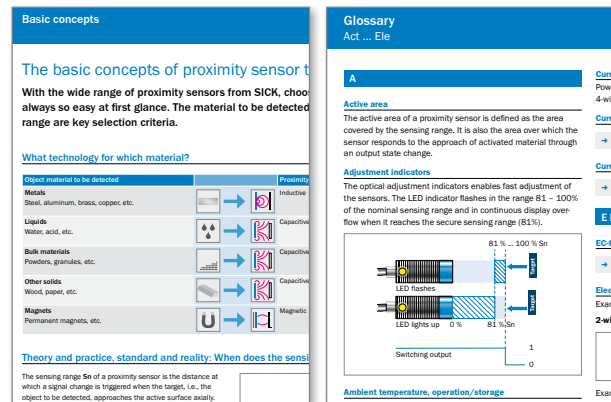 Basic concepts
The basic concepts of proximity sensor
With the wide range of proximity sensors from SICK,
always so easy at first glance. The material to be detected
range are key selection criteria.
What technology for which material?
Object material to be detected
Proximity
Metals
Steel, aluminum, brass, copper, etc.
Inductive
Liquids
Water, acid, etc.
Capacitive
Bulk materials
Powders, granules, etc.
Capacitive
Other solids
Wood, paper, etc.
Capacitive
Magnets
Permanent magnets, etc.
Magnetic
Theory and practice, standard and reality: When does the
The sensing range Sn of a proximity sensor is the distance at
which a signal change is triggered when the target, i.e., the
object to be detected, approaches the active surface axially.
Glossary
Act ... Ele
A
Active area
The active area of a proximity sensor is defined as the area
covered by the sensing range. It is also the area over which the
sensor responds to the approach of activated material through
an output state change.
Adjustment indicators
The optical adjustment indicators enables fast adjustment of
the sensors. The LED indicator flashes in the range 81 – 100%
of the nominal sensing range and in continuous display over-
flow when it reaches the secure sensing range (81%).
81 % ... 100 % Sn
Target
LED flashes
Target
LED lights up 0 % 81 % Sn
Switching output
1
0
Ambient temperature, operation/storage
4-wi
E